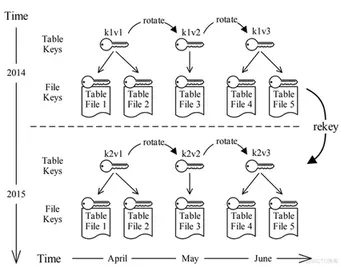 Time
rotate rotate
Table Keys k1v1 k1v2 k1v3
2014
File Keys Table File 1 Table File 2 Table File 3 Table File 4 Table File 5
rekey
rotate rotate
Table Keys k2v1 k2v2 k2v3
2015
File Keys Table File 1 Table File 2 Table File 3 Table File 4 Table File 5
Time April May June